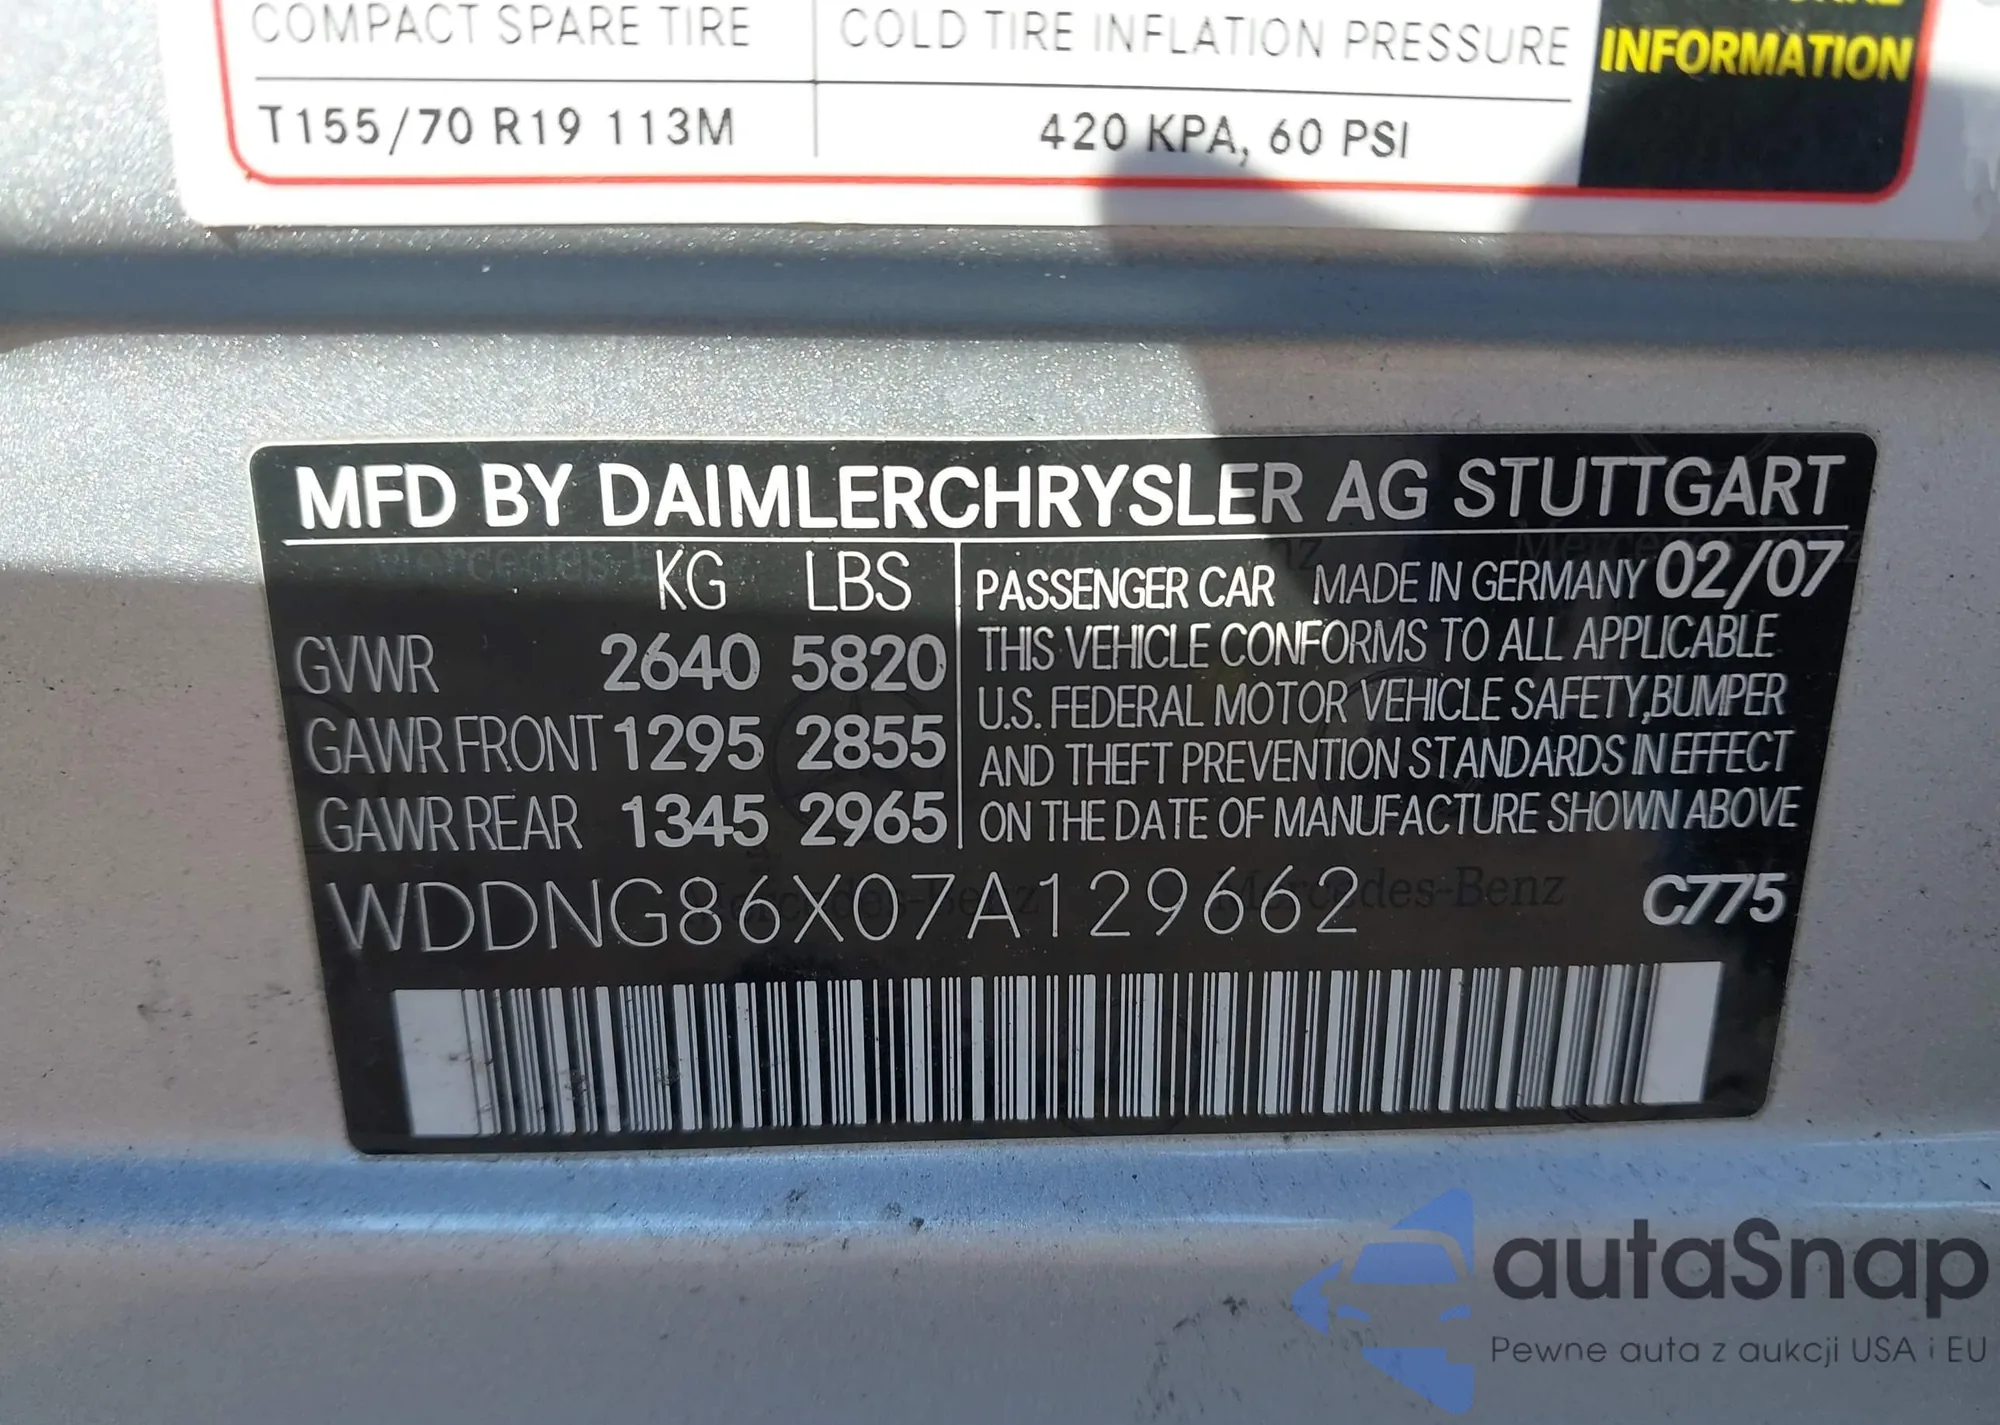 COMPACT SPARE TIRE COLD TIRE INFLATION PRESSURE
INFORMATION
T155/70 R19 113M 420 KPA, 60 PSI
MFD BY DAIMLERCHRYSLER AG STUTTGART
KG LBS
PASSENGER CAR MADE IN GERMANY 02/07
GVWR 2640 5820
GAWR FRONT 1295 2855
GAWR REAR 1345 2965
THIS VEHICLE CONFORMS TO ALL APPLICABLE
U.S. FEDERAL MOTOR VEHICLE SAFETY,BUMPER
AND THEFT PREVENTION STANDARDS IN EFFECT
ON THE DATE OF MANUFACTURE SHOWN ABOVE
WDDNG86X07A129662 C775
autaSnap
Pewne auta z aukcji USA i EU